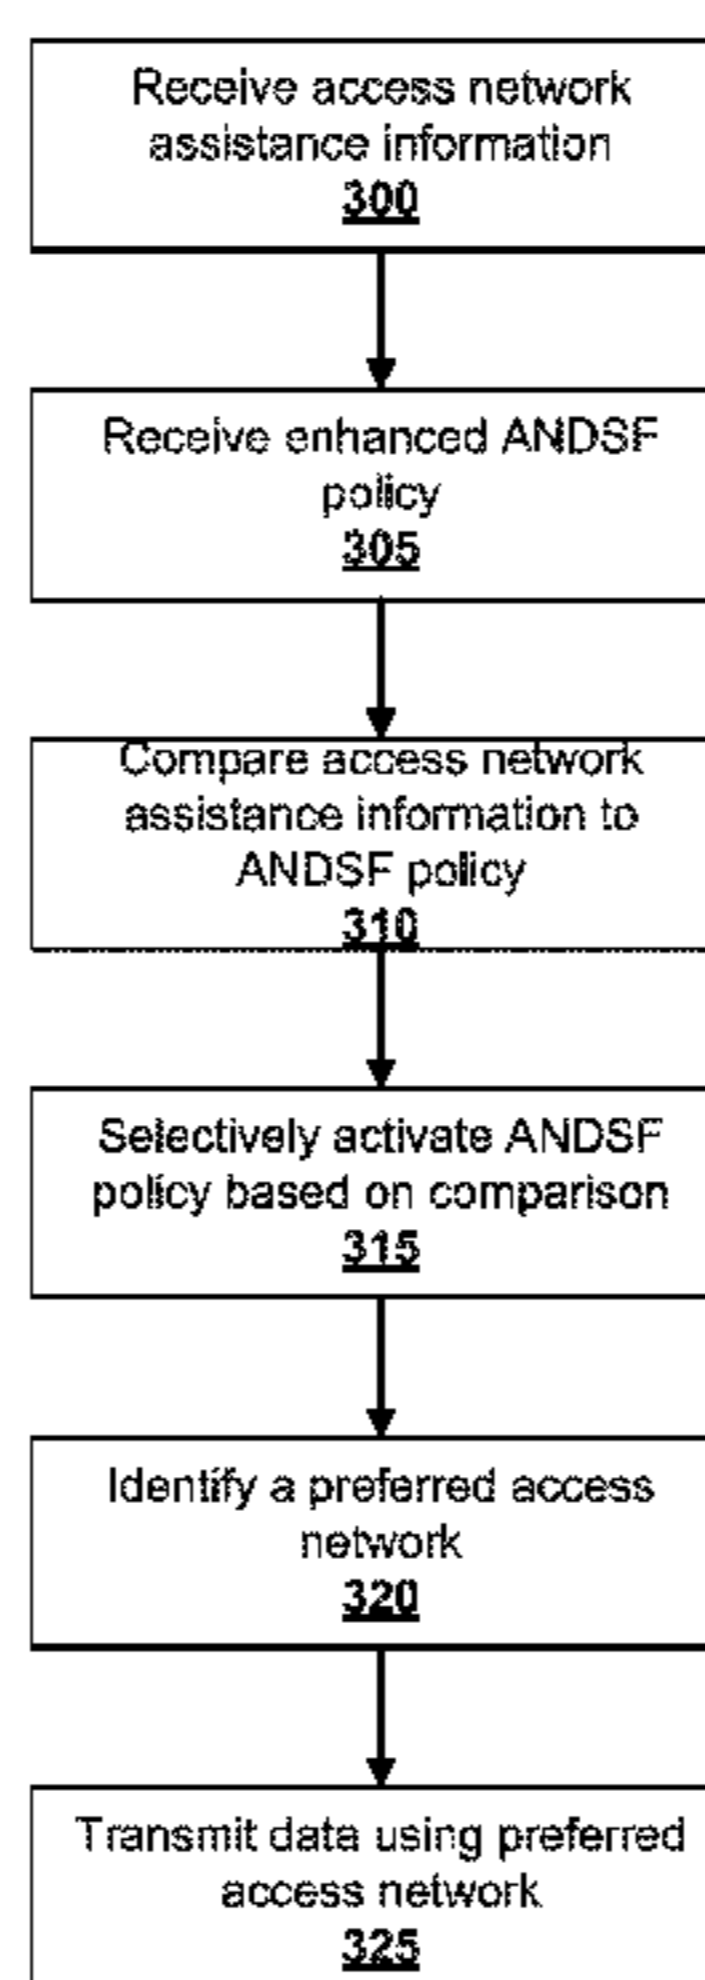 Receive access network
assistance information
300
Receive enhanced ANDSF
policy
305
Compare access network
assistance information to
ANDSF policy
310
Selectively activate ANDSF
policy based on comparison
315
Identify a preferred access
network
320
Transmit data using preferred
access network
325